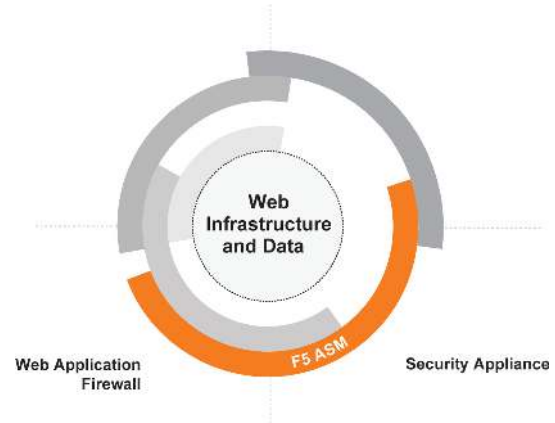 Web
Infrastructure
and Data
F5 ASM
Web Application
Firewall
Security Appliance